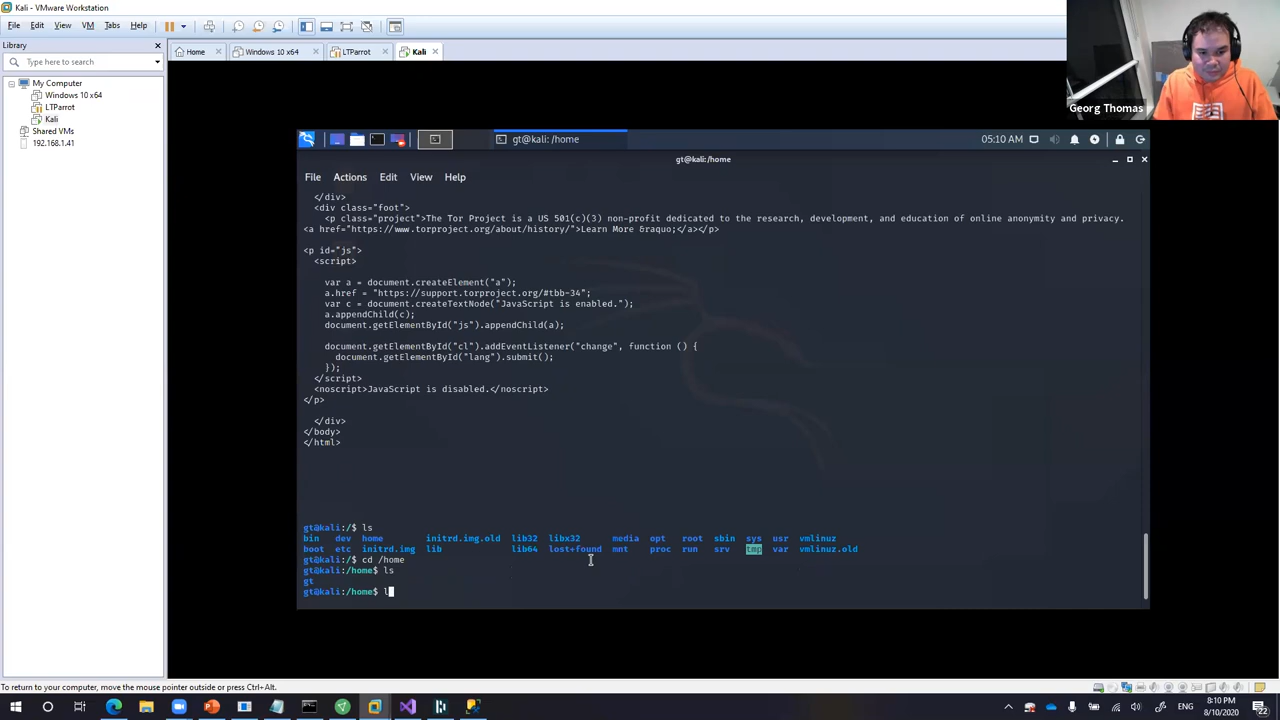 Kali - VMware Workstation
File Edit View VM Tabs Help
Library
Type here to search
My Computer
Windows 10 x64
LTParrot
Kali
Shared VMs
192.168.1.41
Home Windows 10 x64 LTParrot Kali
Georg Thomas
gt@kali: /home 05:10 AM
gt@kali: /home
File Actions Edit View Help
</div>
<div class="foot">
<p class="project">The Tor Project is a US 501(c)(3) non-profit dedicated to the research, development, and education of online anonymity and privacy.
<a href="https://www.torproject.org/about/history/">Learn More &raquo;</a></p>
<p id="js">
<script>
var a = document.createElement("a");
a.href = "https://support.torproject.org/#tbb-34";
var c = document.createTextNode("JavaScript is enabled.");
a.appendChild(c);
document.getElementById("js").appendChild(a);
document.getElementById("cl").addEventListener("change", function () {
document.getElementById("lang").submit();
});
</script>
<noscript>JavaScript is disabled.</noscript>
</p>
</div>
</body>
</html>
gt@kali:/$ ls
bin dev home initrd.img.old lib32 libx32 media opt root sbin sys usr vmlinuz
boot etc initrd.img lib lib64 lost+found mnt proc run srv tmp var vmlinuz.old
gt@kali:/$ cd /home
gt@kali:/home$ ls
gt
gt@kali:/home$ l
To return to your computer, move the mouse pointer outside or press Ctrl+Alt.
ENG 8:10 PM
8/10/2020
22